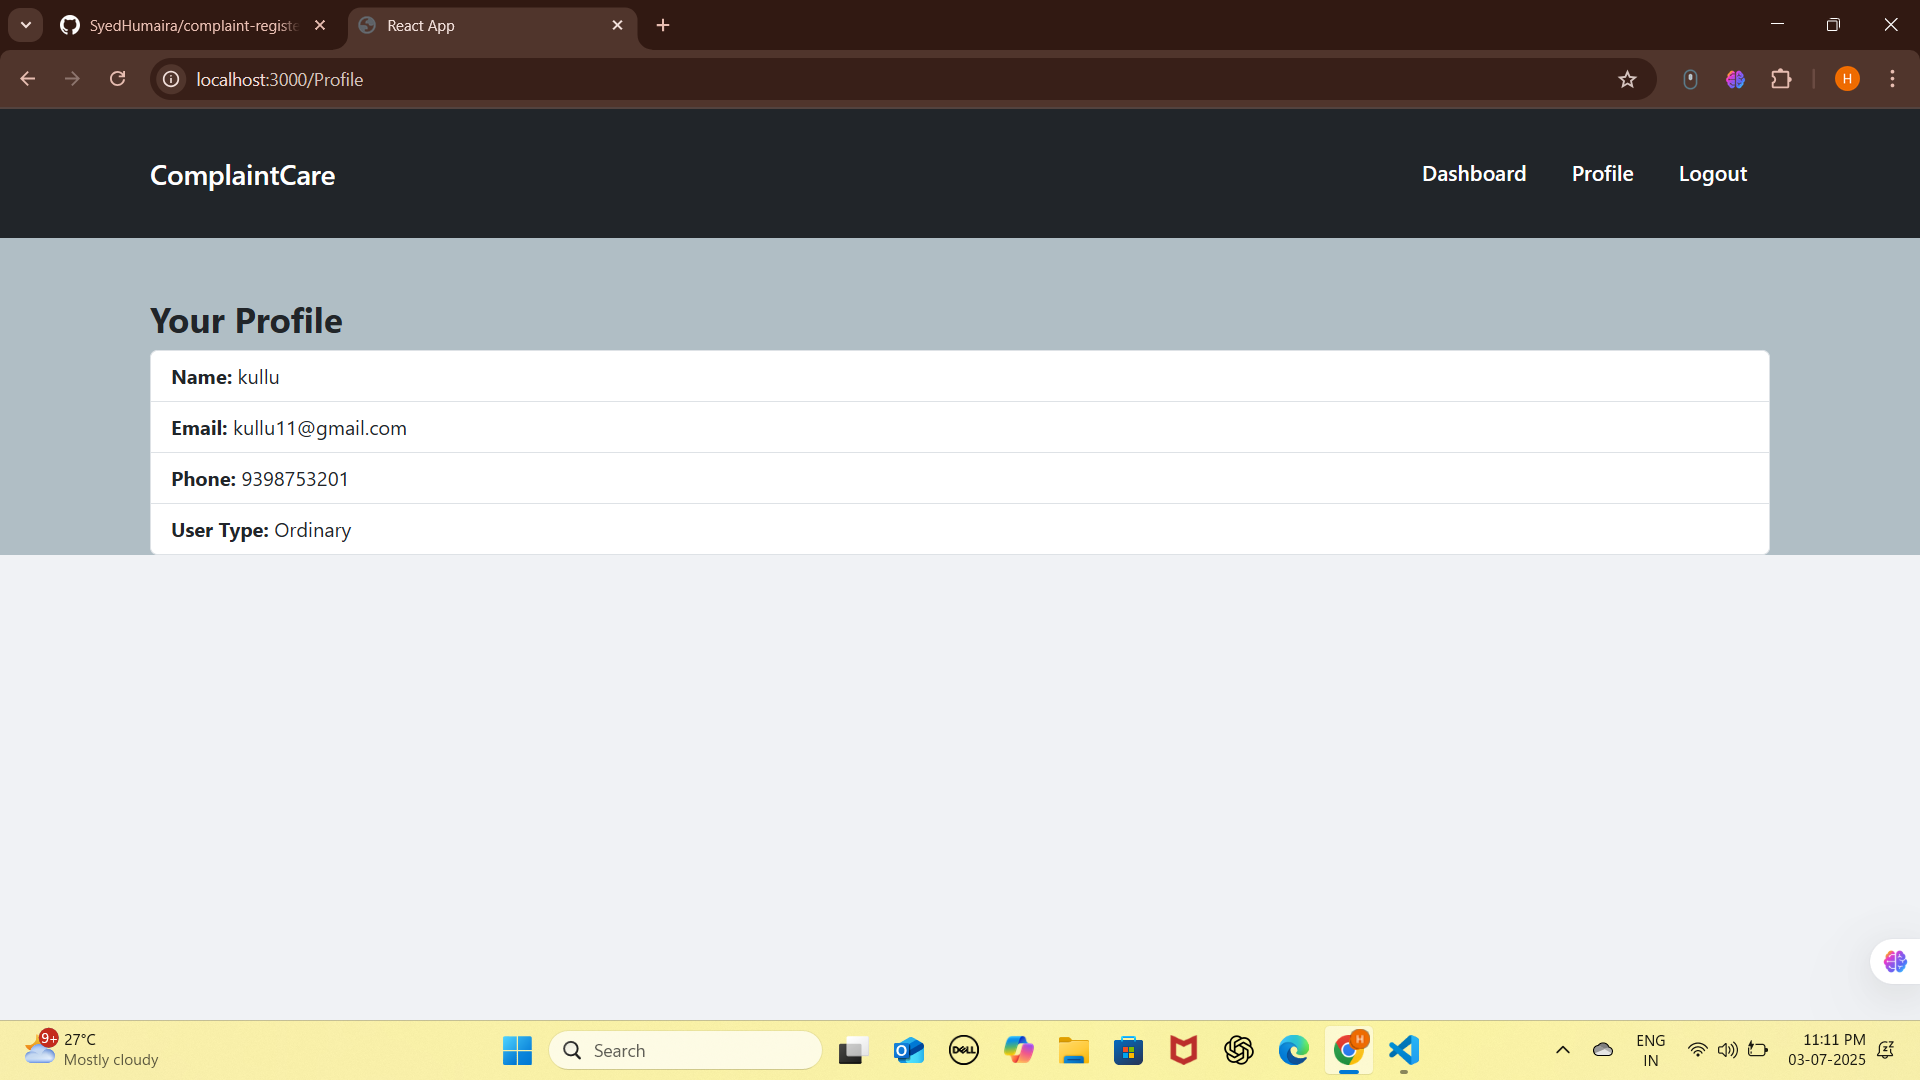 SyedHumaira/complaint-registe
React App
localhost:3000/Profile
H
ComplaintCare
Dashboard
Profile
Logout
Your Profile
Name: kullu
Email: kullu11@gmail.com
Phone: 9398753201
User Type: Ordinary
9+
27°C
Mostly cloudy
Search
O
DELL
H
ENG
IN
11:11 PM
03-07-2025